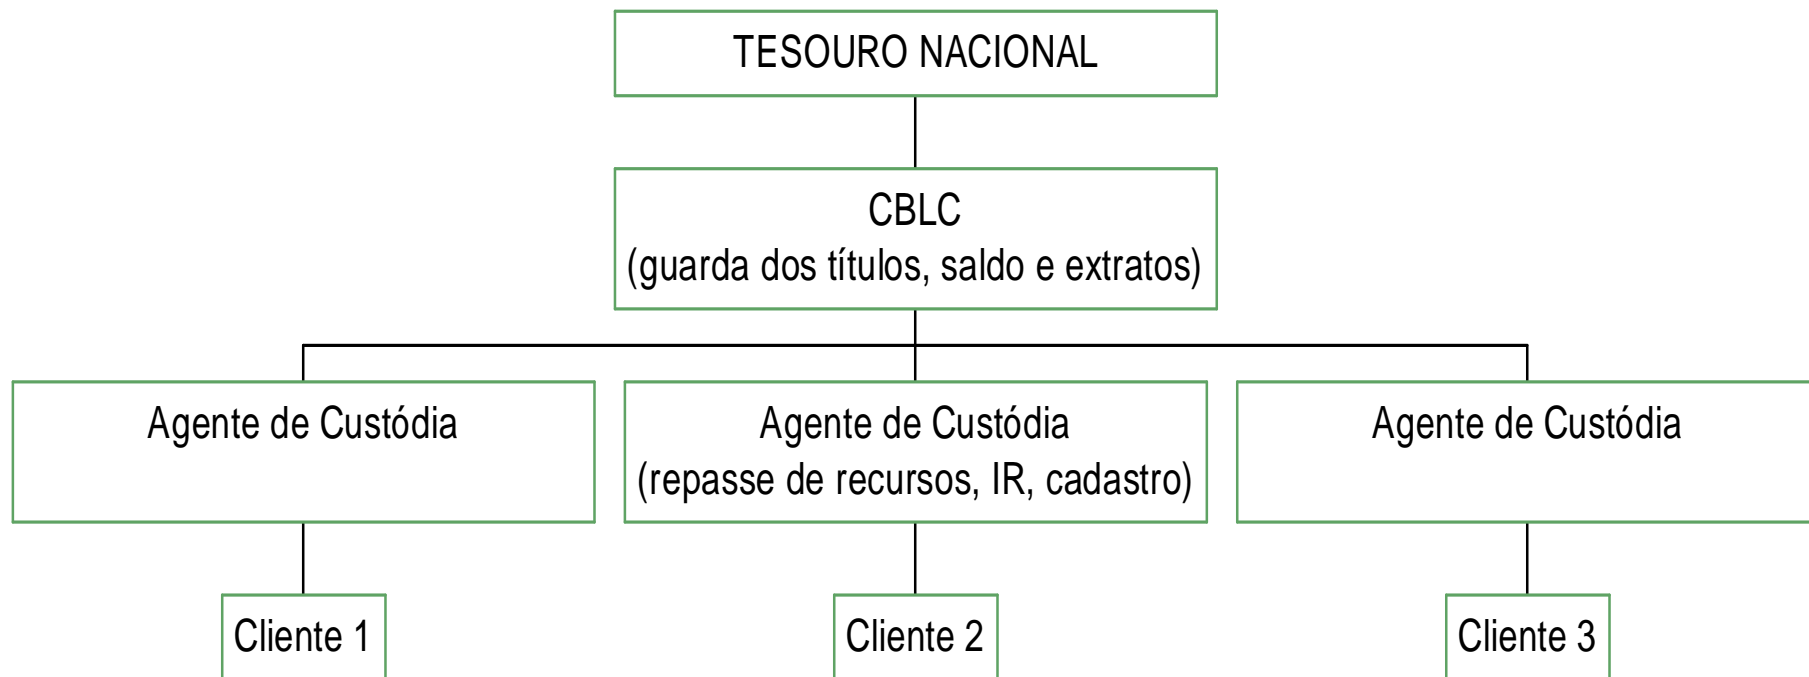 TESOURO NACIONAL
CBLC
(guarda dos títulos, saldo e extratos)
Agente de Custódia
Agente de Custódia
(repasse de recursos, IR, cadastro)
Agente de Custódia
Cliente 1
Cliente 2
Cliente 3